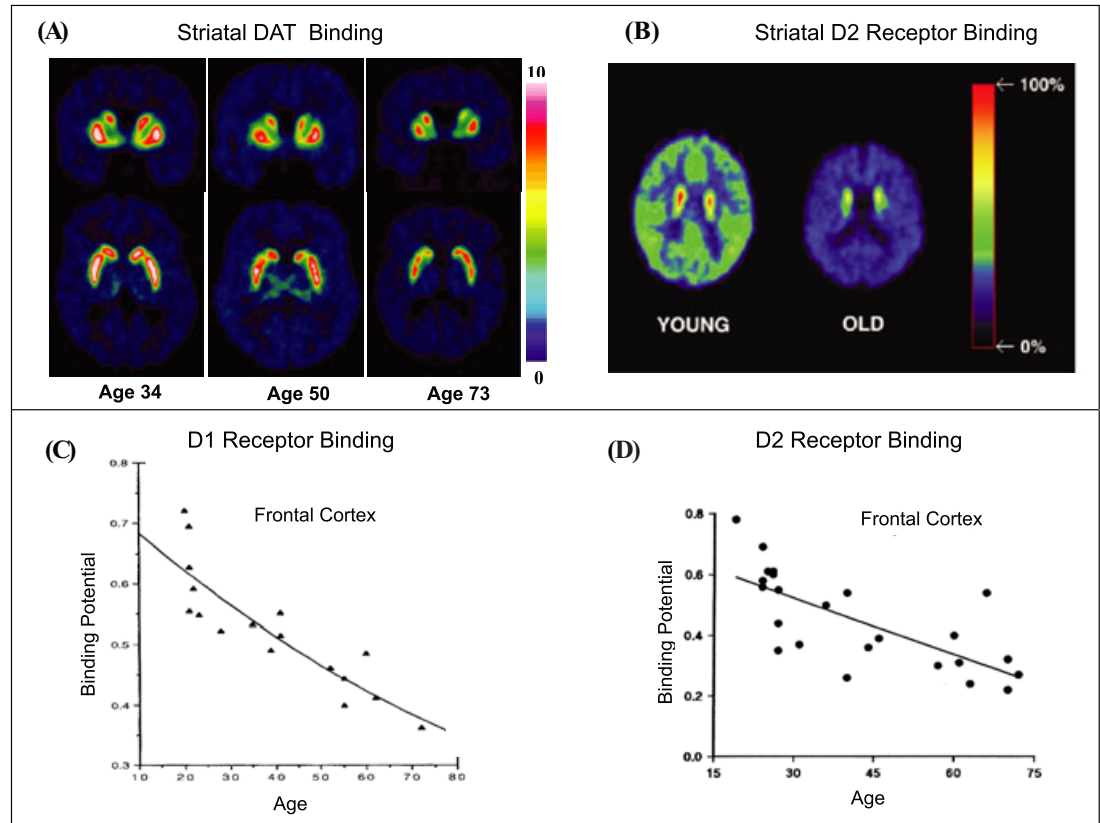 (A) Striatal DAT Binding
10
0
Age 34 Age 50 Age 73
(B) Striatal D2 Receptor Binding
100%
0%
YOUNG OLD
(C) D1 Receptor Binding
Frontal Cortex
Binding Potential
0.8
0.7
0.6
0.5
0.4
0.3
10 20 30 40 50 60 70 80
Age
(D) D2 Receptor Binding
Frontal Cortex
Binding Potential
0.8
0.6
0.4
0.2
0.0
15 30 45 60 75
Age